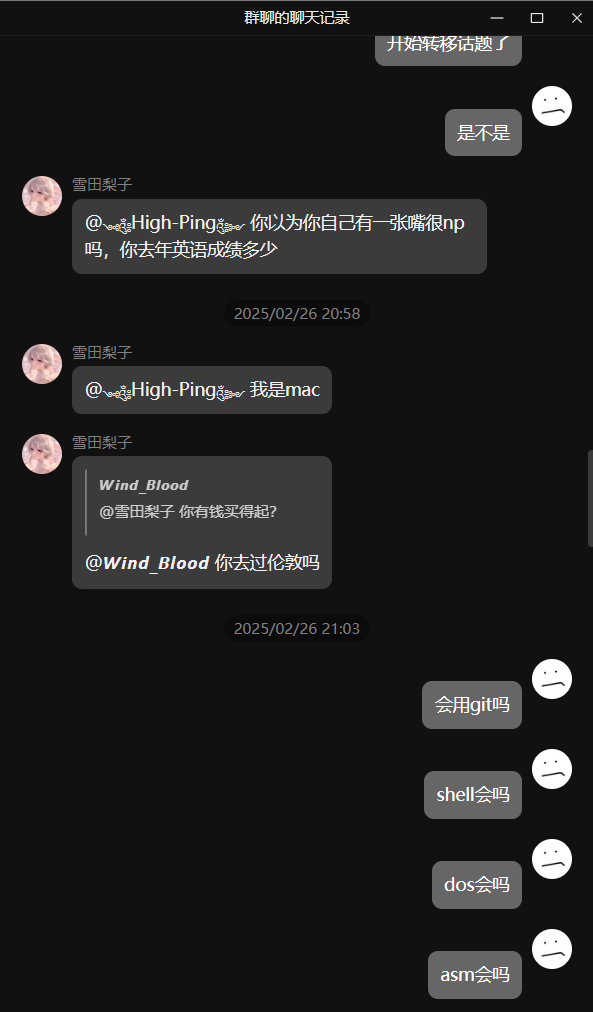 群聊的聊天记录
开始转移话题了
是不是
雪田梨子
@High-Ping 你以为你自己有一张嘴很np
吗，你去年英语成绩多少
2025/02/26 20:58
雪田梨子
@High-Ping 我是mac
雪田梨子
Wind_Blood
@雪田梨子 你有钱买得起?
@Wind_Blood 你去过伦敦吗
2025/02/26 21:03
会用git吗
shell会吗
dos会吗
asm会吗